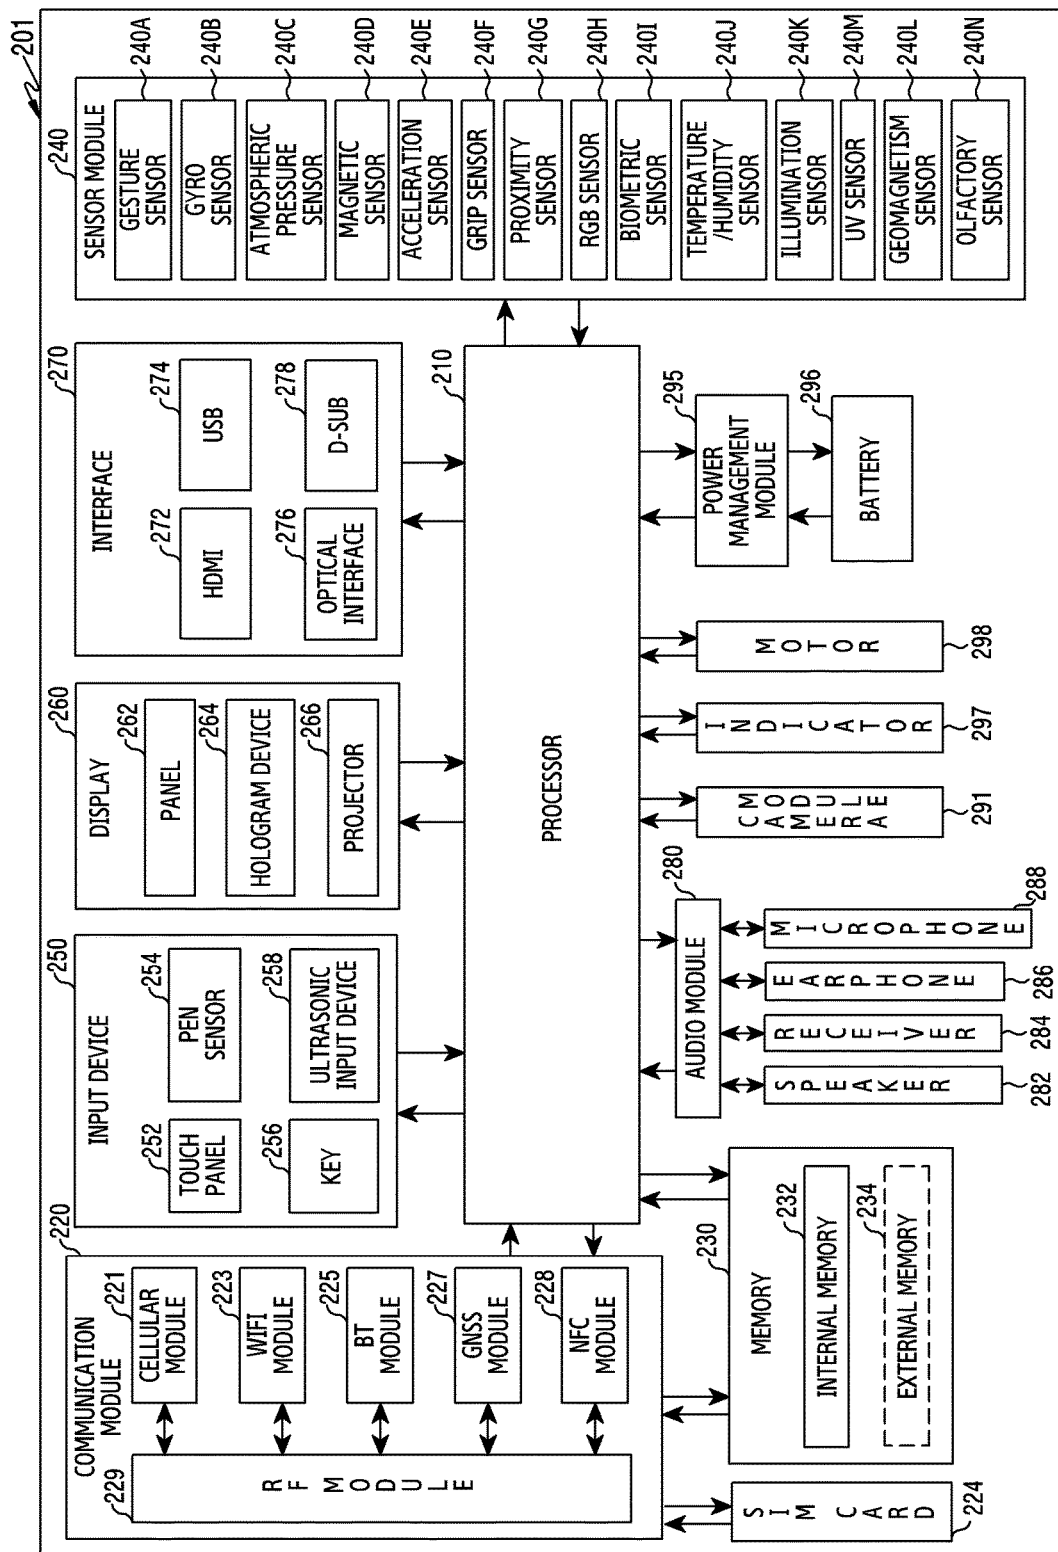 201
COMMUNICATION
MODULE
220
229
RF MODULE
221
CELLULAR
MODULE
223
WIFI
MODULE
225
BT
MODULE
227
GNSS
MODULE
228
NFC
MODULE
SIM CARD
224
250
INPUT DEVICE
252
TOUCH
PANEL
254
PEN
SENSOR
256
KEY
258
ULTRASONIC
INPUT DEVICE
260
DISPLAY
262
PANEL
264
HOLOGRAM DEVICE
266
PROJECTOR
270
INTERFACE
272
HDMI
274
USB
276
OPTICAL
INTERFACE
278
D-SUB
240
SENSOR MODULE
GESTURE
SENSOR
240A
GYRO
SENSOR
240B
ATMOSPHERIC
PRESSURE
SENSOR
240C
MAGNETIC
SENSOR
240D
ACCELERATION
SENSOR
240E
GRIP SENSOR
240F
PROXIMITY
SENSOR
240G
RGB SENSOR
240H
BIOMETRIC
SENSOR
240I
TEMPERATURE
/HUMIDITY
SENSOR
240J
ILLUMINATION
SENSOR
240K
UV SENSOR
240M
GEOMAGNETISM
SENSOR
240L
OLFACTORY
SENSOR
240N
210
PROCESSOR
230
MEMORY
232
INTERNAL MEMORY
234
EXTERNAL MEMORY
280
AUDIO MODULE
SPEAKER
282
RECEIVER
284
EARPHONE
286
MICROPHONE
288
CAMERA
MODULE
291
INDICATOR
297
MOTOR
298
295
POWER
MANAGEMENT
MODULE
296
BATTERY